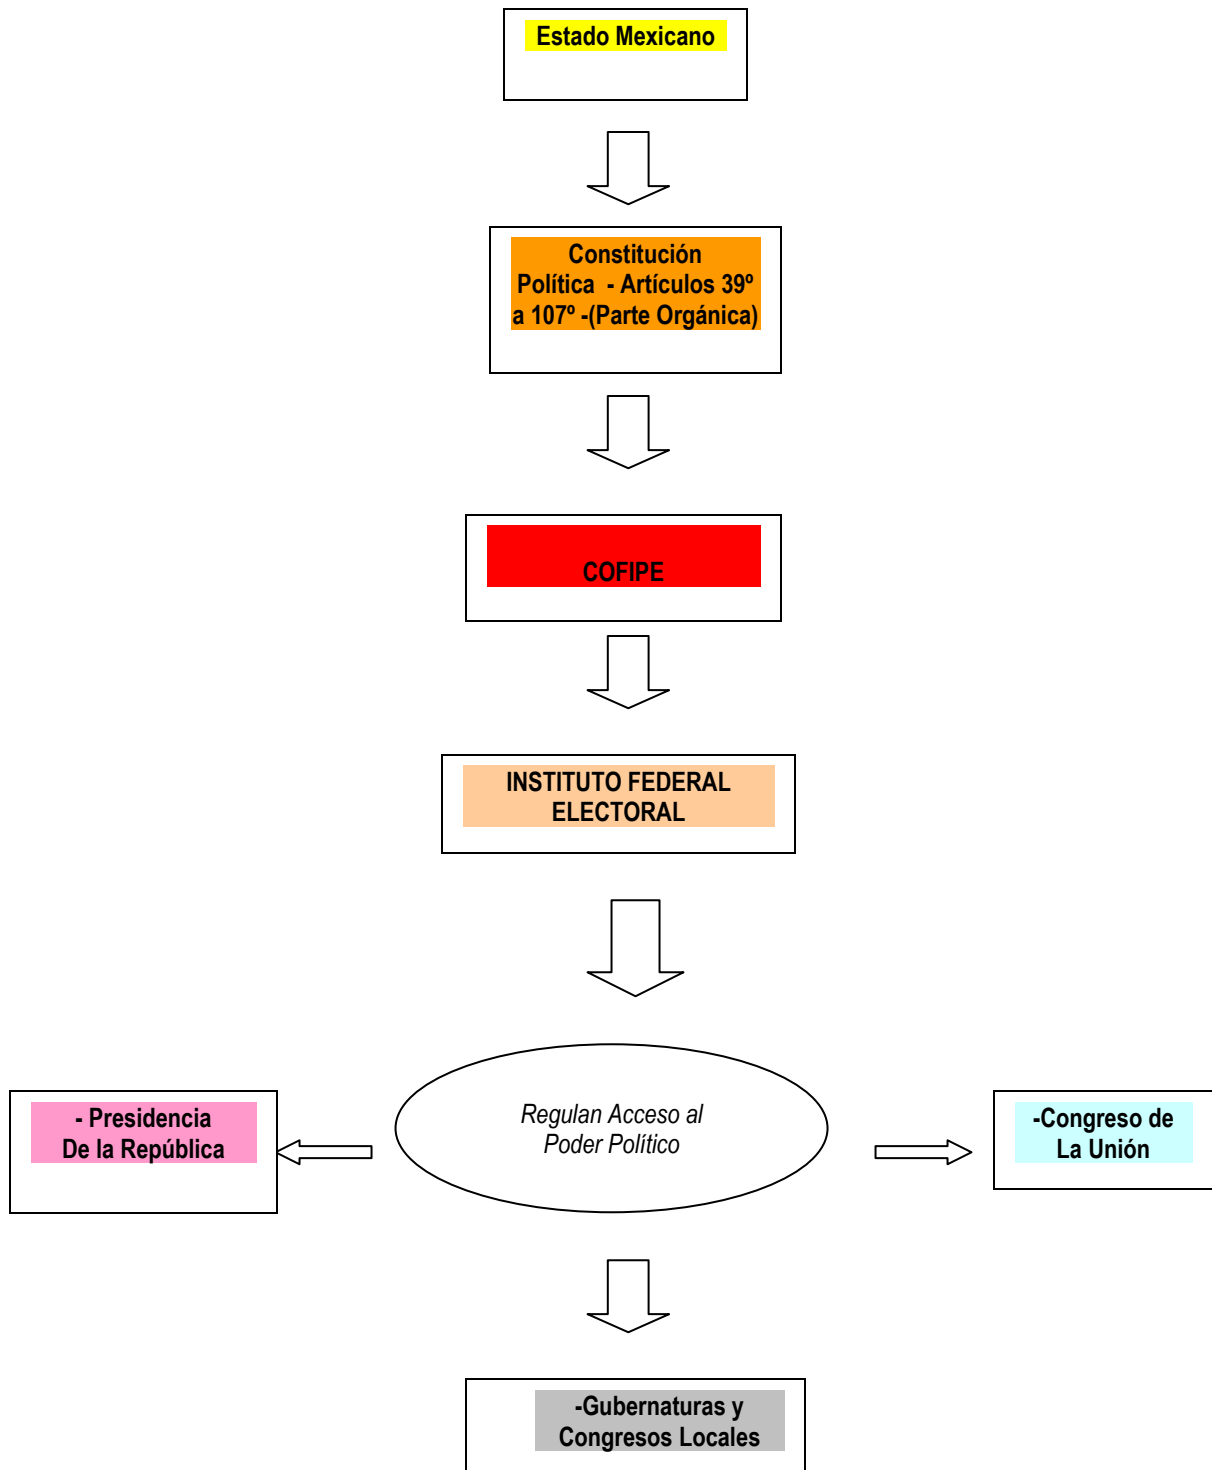 Estado Mexicano
Constitución
Política - Artículos 39º
a 107º -(Parte Orgánica)
COFIPE
INSTITUTO FEDERAL
ELECTORAL
Regulan Acceso al
Poder Político
- Presidencia
De la República
-Congreso de
La Unión
-Gubernaturas y
Congresos Locales